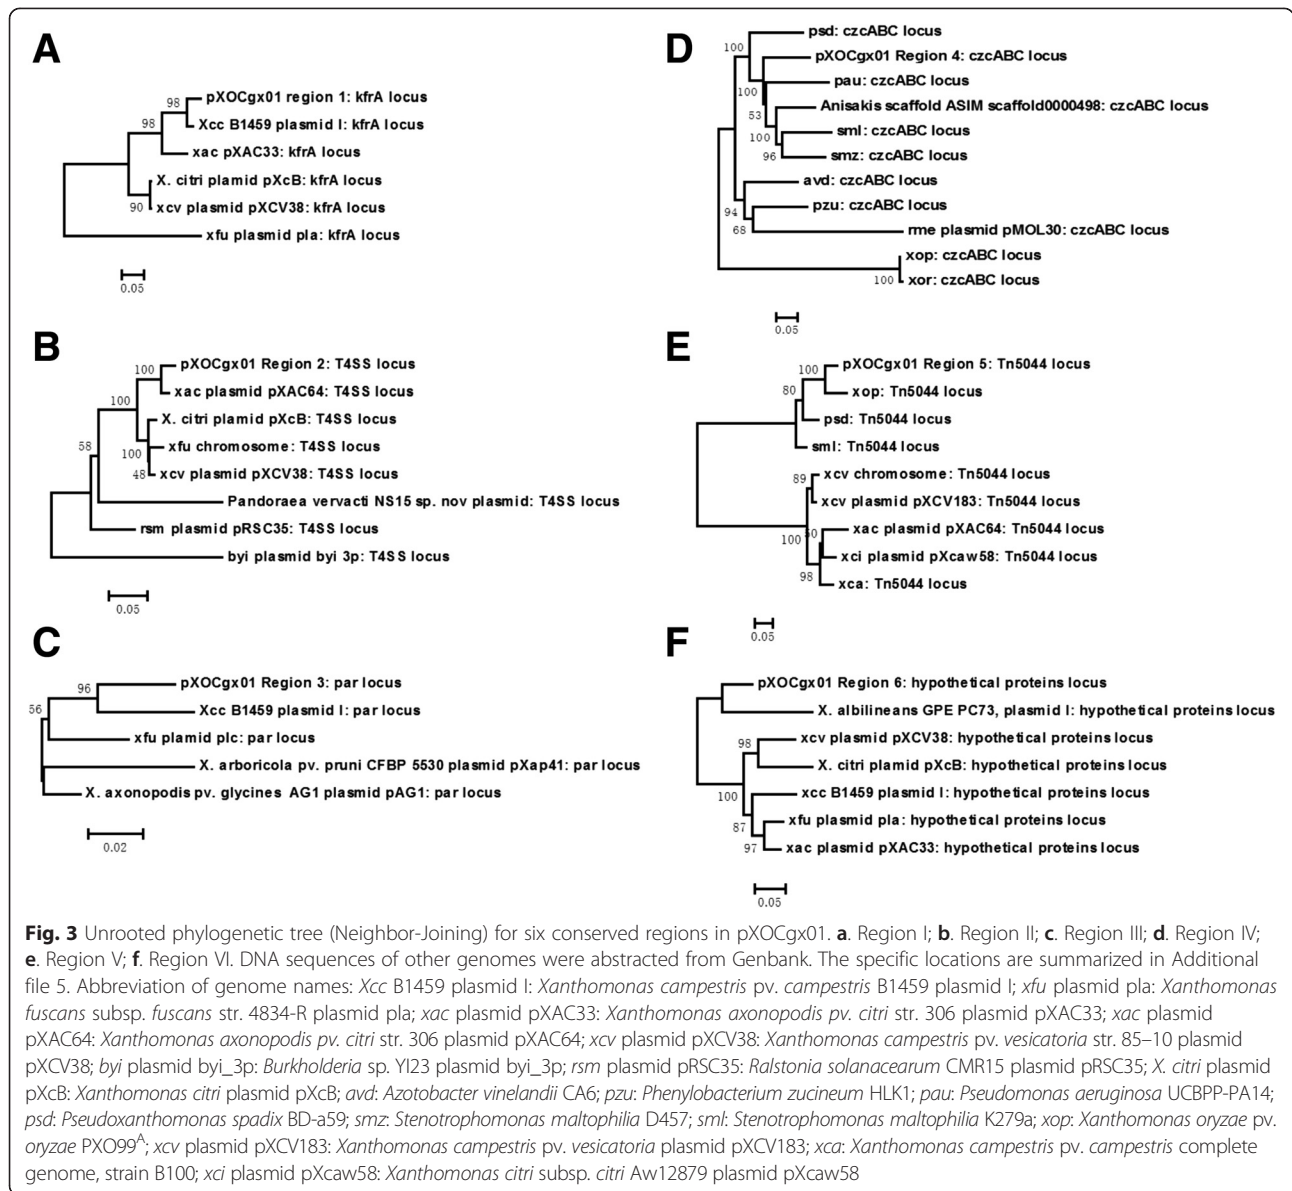 A
98
pXOCgx01 region 1: kfrA locus
98
Xcc B1459 plasmid I: kfrA locus
xac pXAC33: kfrA locus
X. citri plamid pXcB: kfrA locus
90
xcv plasmid pXCV38: kfrA locus
xfu plasmid pla: kfrA locus
0.05
B
100
pXOCgx01 Region 2: T4SS locus
xac plasmid pXAC64: T4SS locus
100
X. citri plamid pXcB: T4SS locus
58
xfu chromosome: T4SS locus
100
48
xcv plasmid pXCV38: T4SS locus
Pandoraea vervacti NS15 sp. nov plasmid: T4SS locus
rsm plasmid pRSC35: T4SS locus
byi plasmid byi 3p: T4SS locus
0.05
C
96
pXOCgx01 Region 3: par locus
56
Xcc B1459 plasmid I: par locus
xfu plamid plc: par locus
X. arboricola pv. pruni CFBP 5530 plasmid pXap41: par locus
X. axonopodis pv. glycines AG1 plasmid pAG1: par locus
0.02
D
psd: czcABC locus
100
pXOCgx01 Region 4: czcABC locus
pau: czcABC locus
100
Anisakis scaffold ASIM scaffold0000498: czcABC locus
53
sml: czcABC locus
100
smz: czcABC locus
96
avd: czcABC locus
pzu: czcABC locus
94
rme plasmid pMOL30: czcABC locus
68
xop: czcABC locus
100
xor: czcABC locus
0.05
E
100
pXOCgx01 Region 5: Tn5044 locus
80
xop: Tn5044 locus
psd: Tn5044 locus
sml: Tn5044 locus
89
xcv chromosome: Tn5044 locus
xcv plasmid pXCV183: Tn5044 locus
50
xac plasmid pXAC64: Tn5044 locus
100
xci plasmid pXcaw58: Tn5044 locus
98
xca: Tn5044 locus
0.05
F
pXOCgx01 Region 6: hypothetical proteins locus
X. albilineans GPE PC73, plasmid I: hypothetical proteins locus
98
xcv plasmid pXCV38: hypothetical proteins locus
X. citri plamid pXcB: hypothetical proteins locus
100
xcc B1459 plasmid I: hypothetical proteins locus
87
xfu plasmid pla: hypothetical proteins locus
97
xac plasmid pXAC33: hypothetical proteins locus
0.05
Fig. 3 Unrooted phylogenetic tree (Neighbor-Joining) for six conserved regions in pXOCgx01. a. Region I; b. Region II; c. Region III; d. Region IV;
e. Region V; f. Region VI. DNA sequences of other genomes were abstracted from Genbank. The specific locations are summarized in Additional
file 5. Abbreviation of genome names: Xcc B1459 plasmid I: Xanthomonas campestris pv. campestris B1459 plasmid I; xfu plasmid pla: Xanthomonas
fuscans subsp. fuscans str. 4834-R plasmid pla; xac plasmid pXAC33: Xanthomonas axonopodis pv. citri str. 306 plasmid pXAC33; xac plasmid
pXAC64: Xanthomonas axonopodis pv. citri str. 306 plasmid pXAC64; xcv plasmid pXCV38: Xanthomonas campestris pv. vesicatoria str. 85–10 plasmid
pXCV38; byi plasmid byi_3p: Burkholderia sp. YI23 plasmid byi_3p; rsm plasmid pRSC35: Ralstonia solanacearum CMR15 plasmid pRSC35; X. citri plasmid
pXcB: Xanthomonas citri plasmid pXcB; avd: Azotobacter vinelandii CA6; pzu: Phenylobacterium zucineum HLK1; pau: Pseudomonas aeruginosa UCBPP-PA14;
psd: Pseudoxanthomonas spadix BD-a59; smz: Stenotrophomonas maltophilia D457; sml: Stenotrophomonas maltophilia K279a; xop: Xanthomonas oryzae pv.
oryzae PXO99A; xcv plasmid pXCV183: Xanthomonas campestris pv. vesicatoria plasmid pXCV183; xca: Xanthomonas campestris pv. campestris complete
genome, strain B100; xci plasmid pXcaw58: Xanthomonas citri subsp. citri Aw12879 plasmid pXcaw58